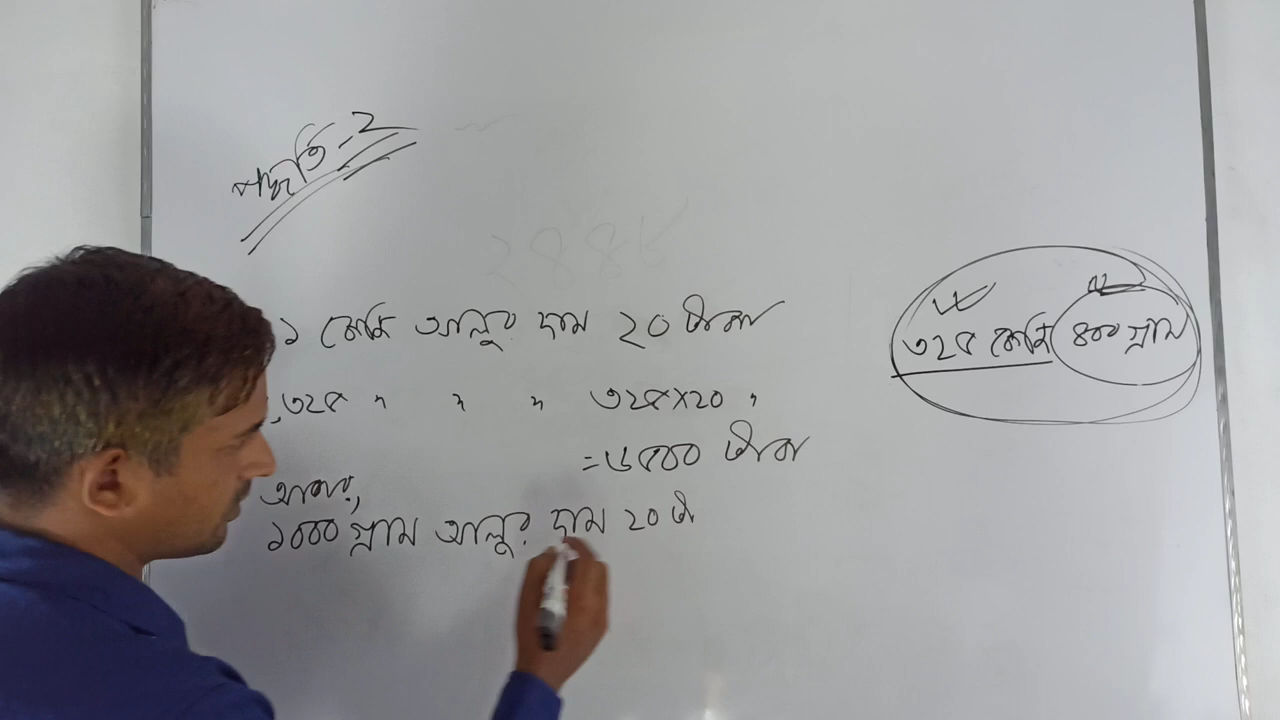 পদ্ধতি-২
১ কেজি আলুর দাম ২০ টাকা
,৩২৫ " " " ৩২৫×২০ "
=৬৫০০ টাকা
আবার,
১০০০ গ্রাম আলুর দাম ২০ টা
৩২৫ কেজি ৪০০ গ্রাম